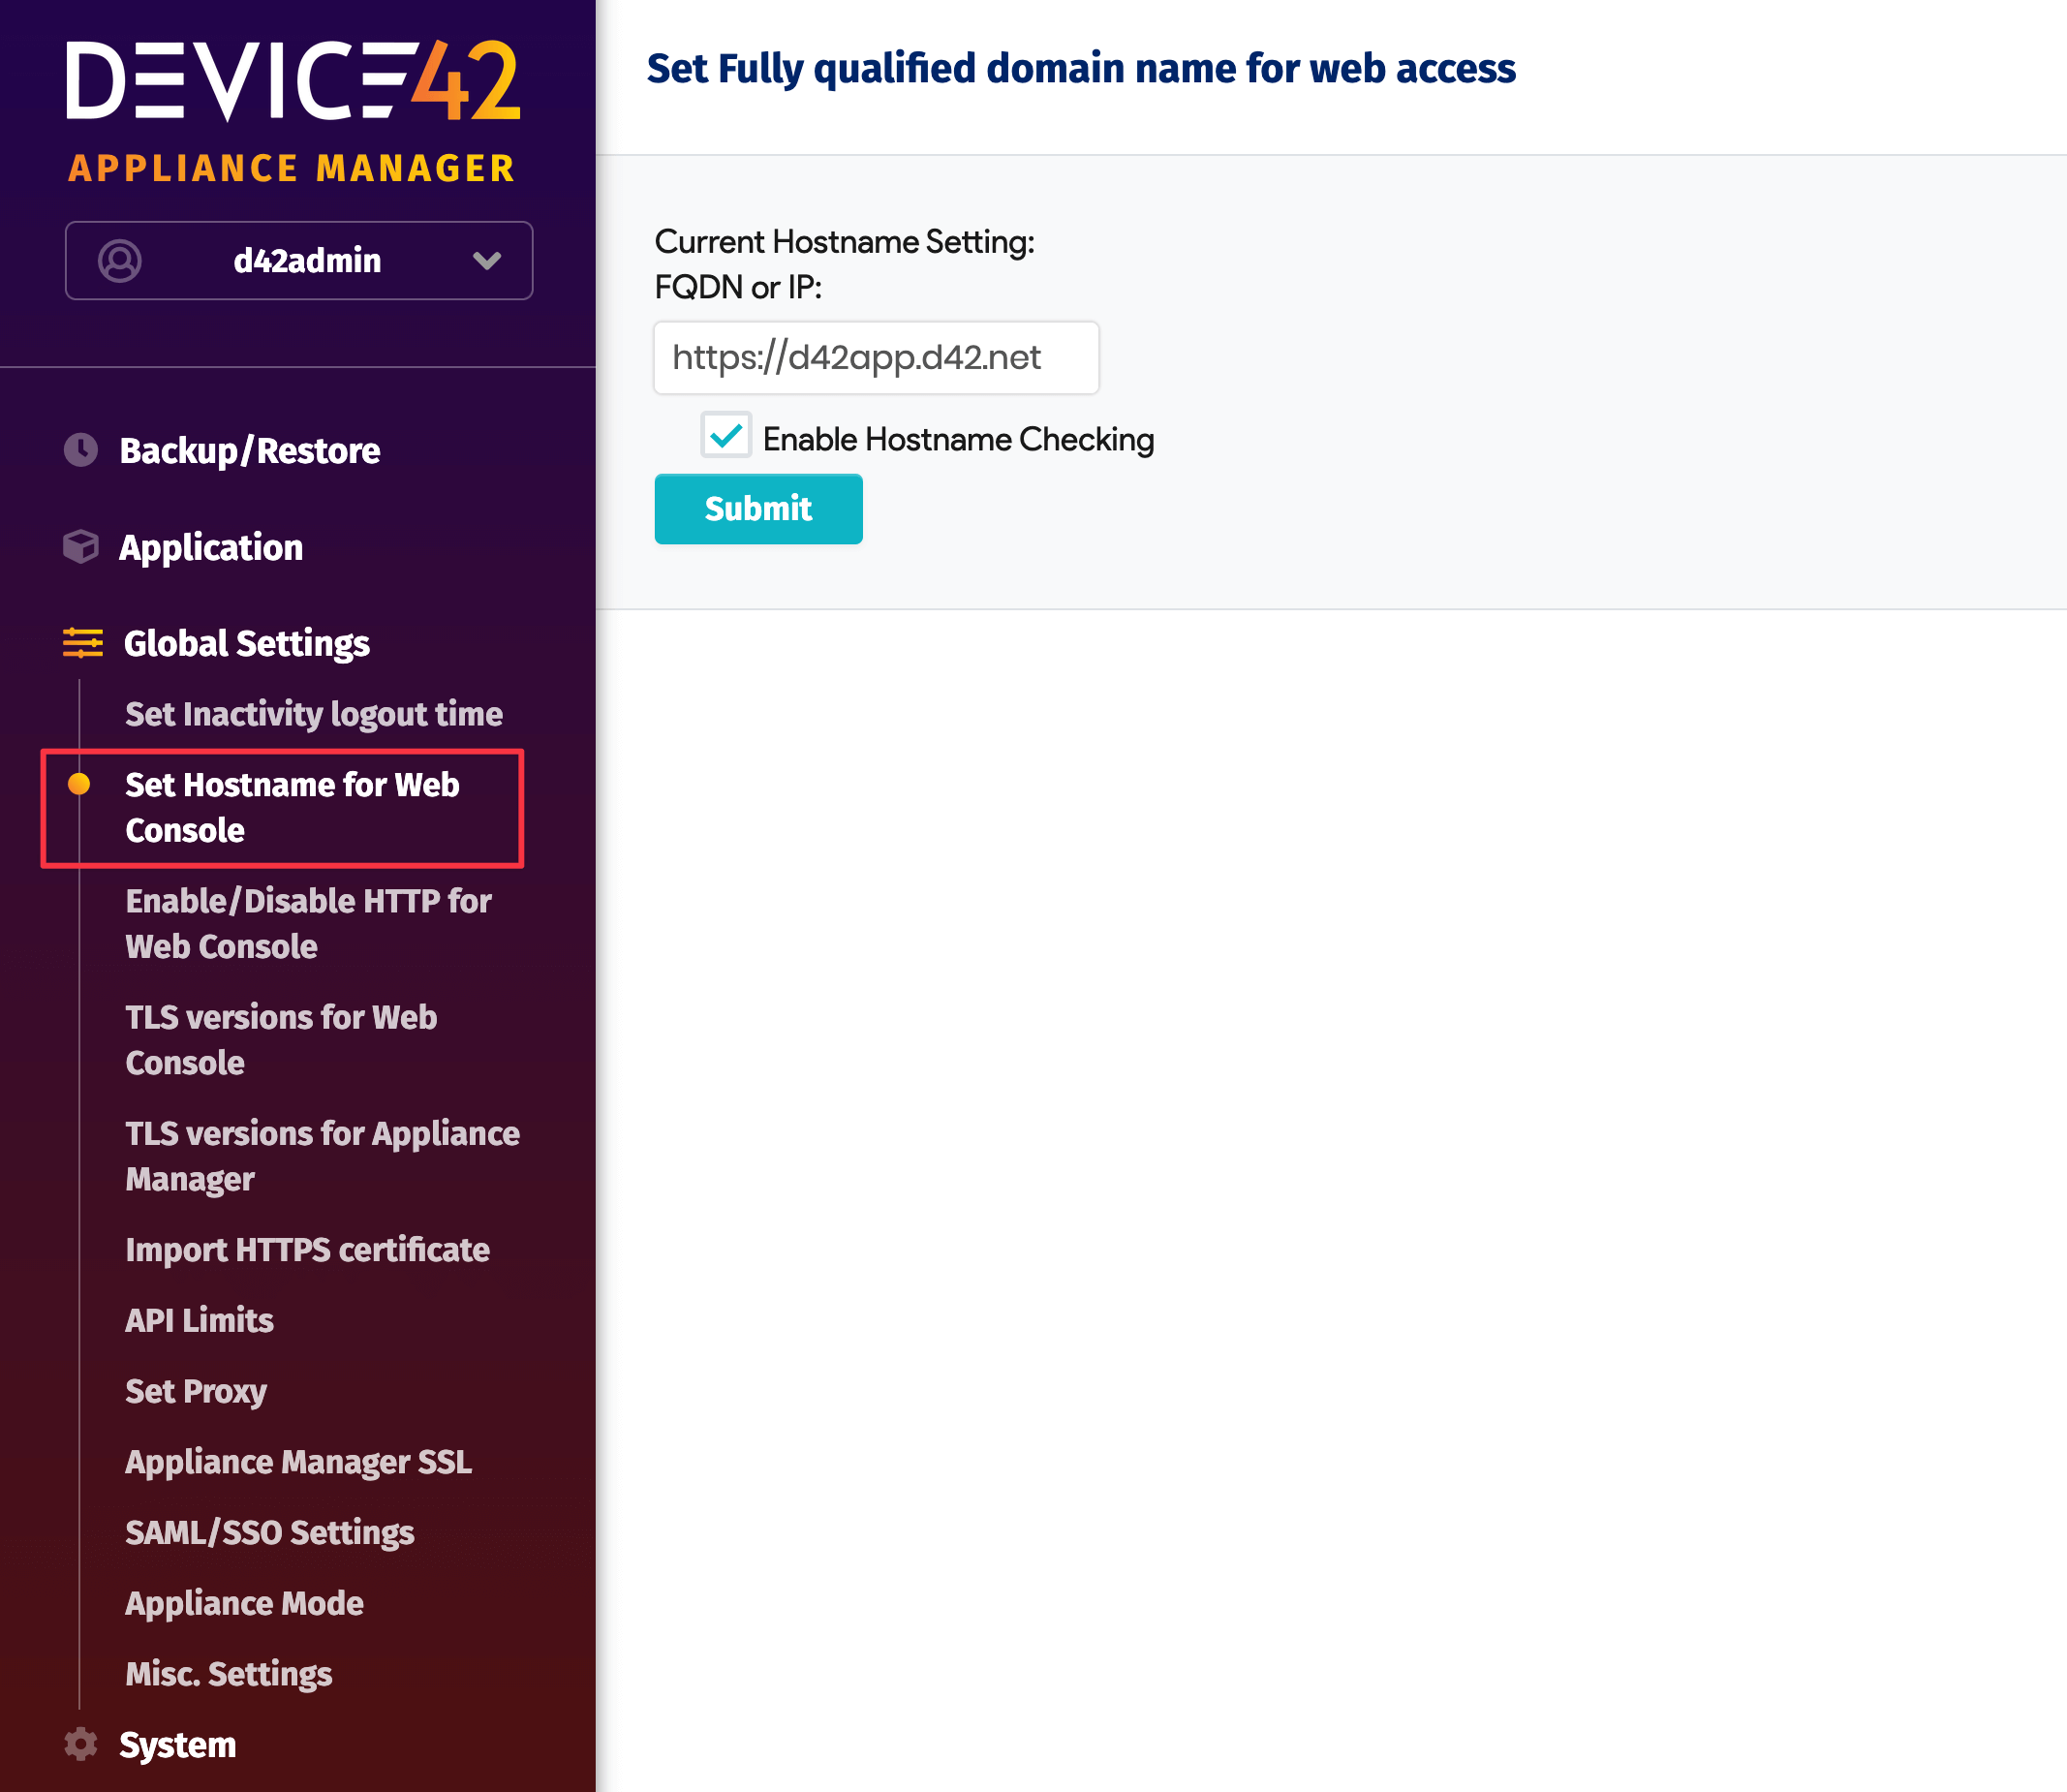 DEVICE42
APPLIANCE MANAGER
d42admin
Backup/Restore
Application
Global Settings
Set Inactivity logout time
Set Hostname for Web
Console
Enable/Disable HTTP for
Web Console
TLS versions for Web
Console
TLS versions for Appliance
Manager
Import HTTPS certificate
API Limits
Set Proxy
Appliance Manager SSL
SAML/SSO Settings
Appliance Mode
Misc. Settings
System
Set Fully qualified domain name for web access
Current Hostname Setting:
FQDN or IP:
https://d42app.d42.net
Enable Hostname Checking
Submit